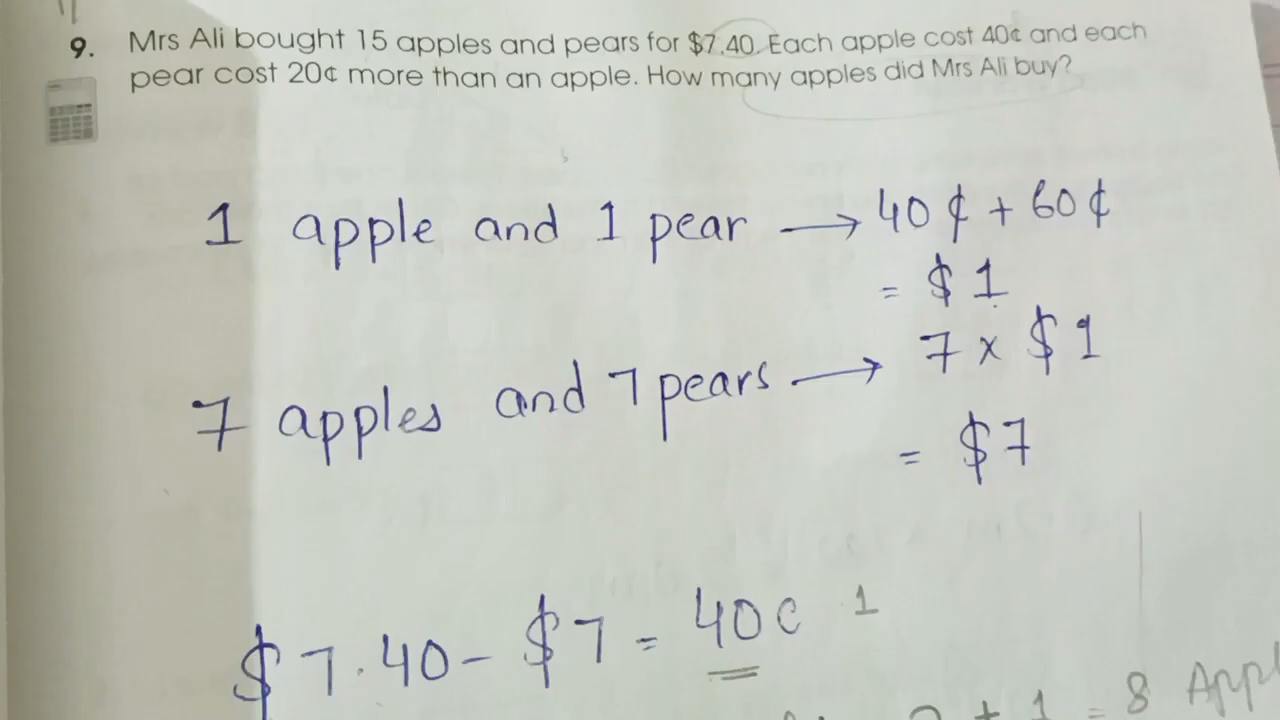 9. Mrs Ali bought 15 apples and pears for $7.40. Each apple cost 40¢ and each
pear cost 20¢ more than an apple. How many apples did Mrs Ali buy?
1 apple and 1 pear → 40¢ + 60¢
= $1
7 apples and 7 pears → 7 x $1
= $7
$7.40 - $7 = 40c 1
+ 1 = 8 Appl